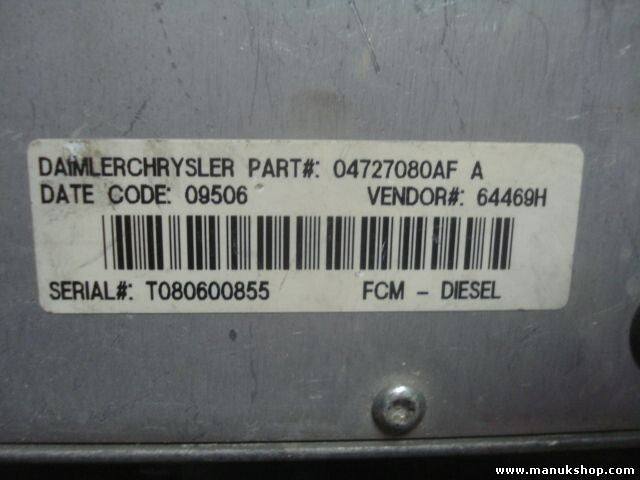 DAIMLERCHRYSLER PART#: 04727080AF A
DATE CODE: 09506 VENDOR#: 64469H
SERIAL#: T080600855 FCM - DIESEL
www.manukshop.com